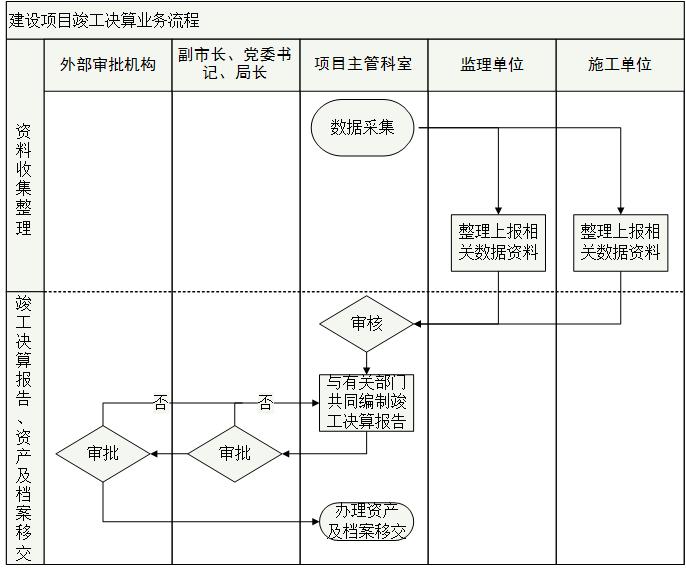 建设项目竣工决算业务流程
外部审批机构
副市长、党委书
记、局长
项目主管科室
监理单位
施工单位
资料收集整理
数据采集
整理上报相
关数据资料
整理上报相
关数据资料
竣工决算报告、资产及档案移交
审核
与有关部门
共同编制竣
工决算报告
否
否
审批
审批
办理资产
及档案移交